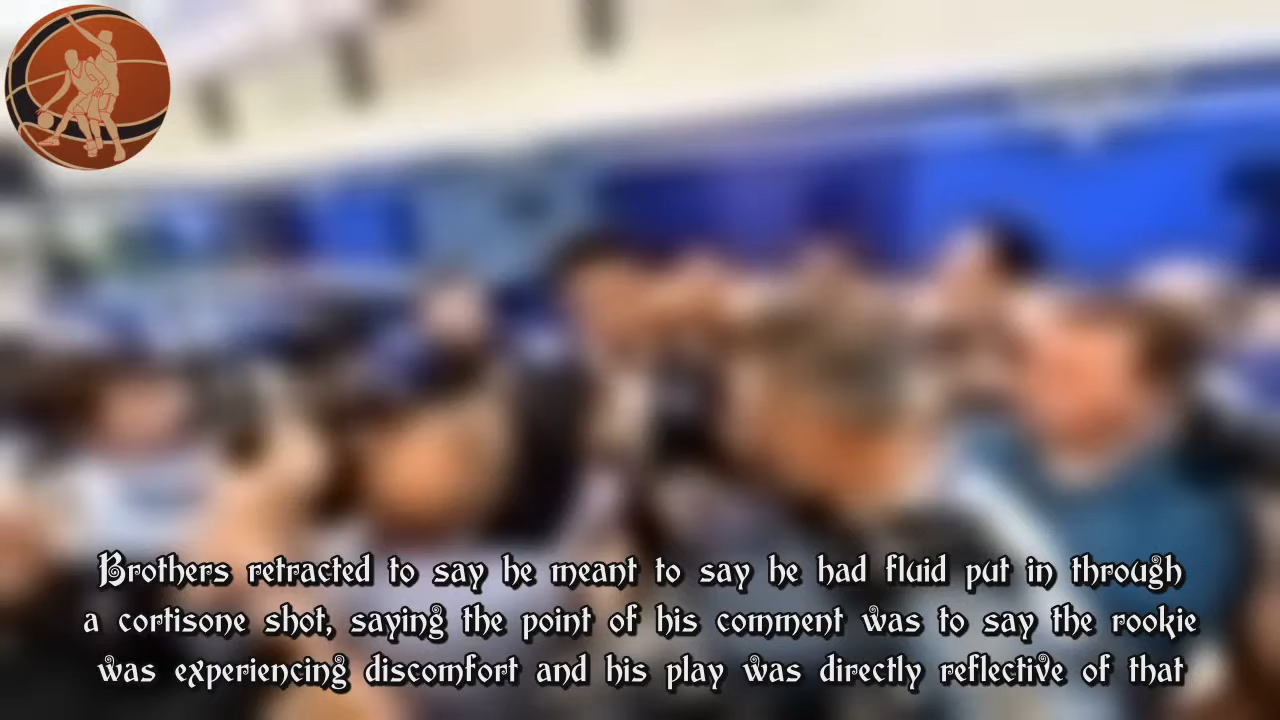 Brothers retracted to say he meant to say he had fluid put in through
a cortisone shot, saying the point of his comment was to say the rookie
was experiencing discomfort and his play was directly reflective of that